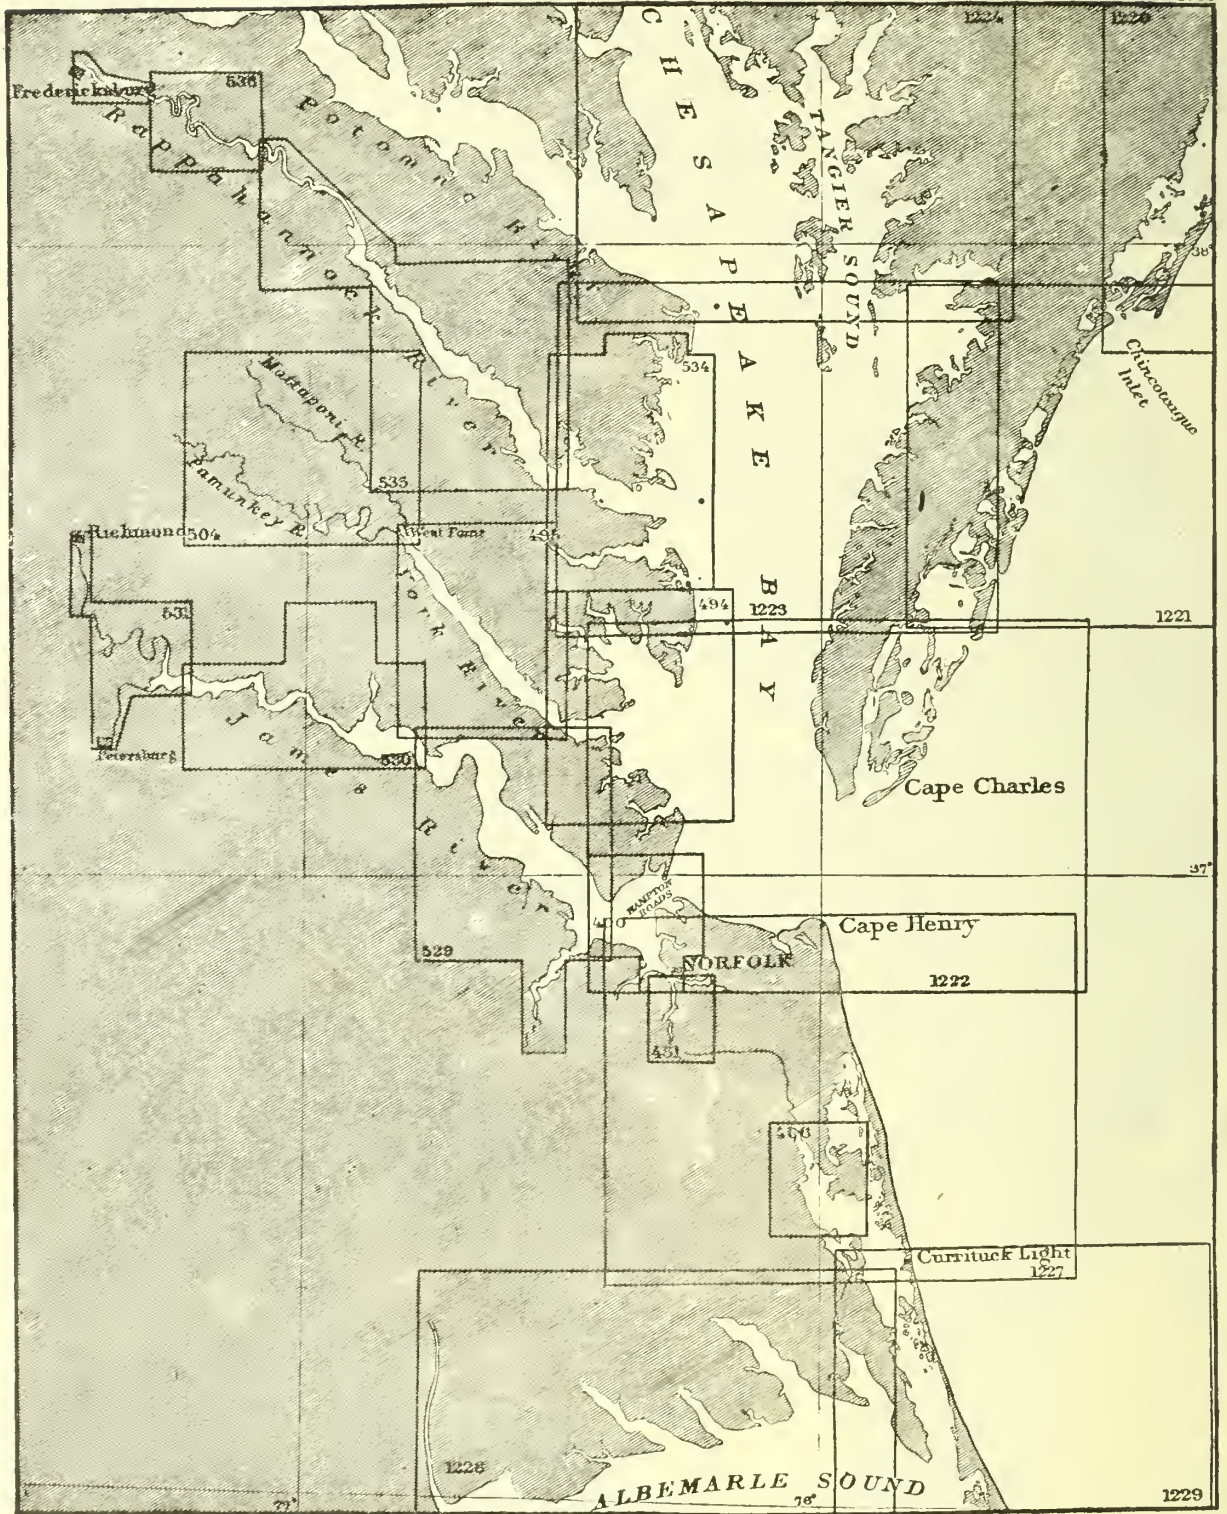 1224
1220
CHESAPEAKE BAY
TANGIER SOUND
Fredericksburg
536
Potomac River
Rappahannock River
38°
Chincoteague
Inlet
534
Mattaponi R.
535
Pamunkey R.
504
West Point
495
Richmond
York River
494
1223
1221
James River
Petersburg
530
Cape Charles
37°
HAMPTON
ROADS
400
Cape Henry
529
NORFOLK
1222
451
Currituck Light
1227
1228
ALBEMARLE SOUND
77°
76°
1229